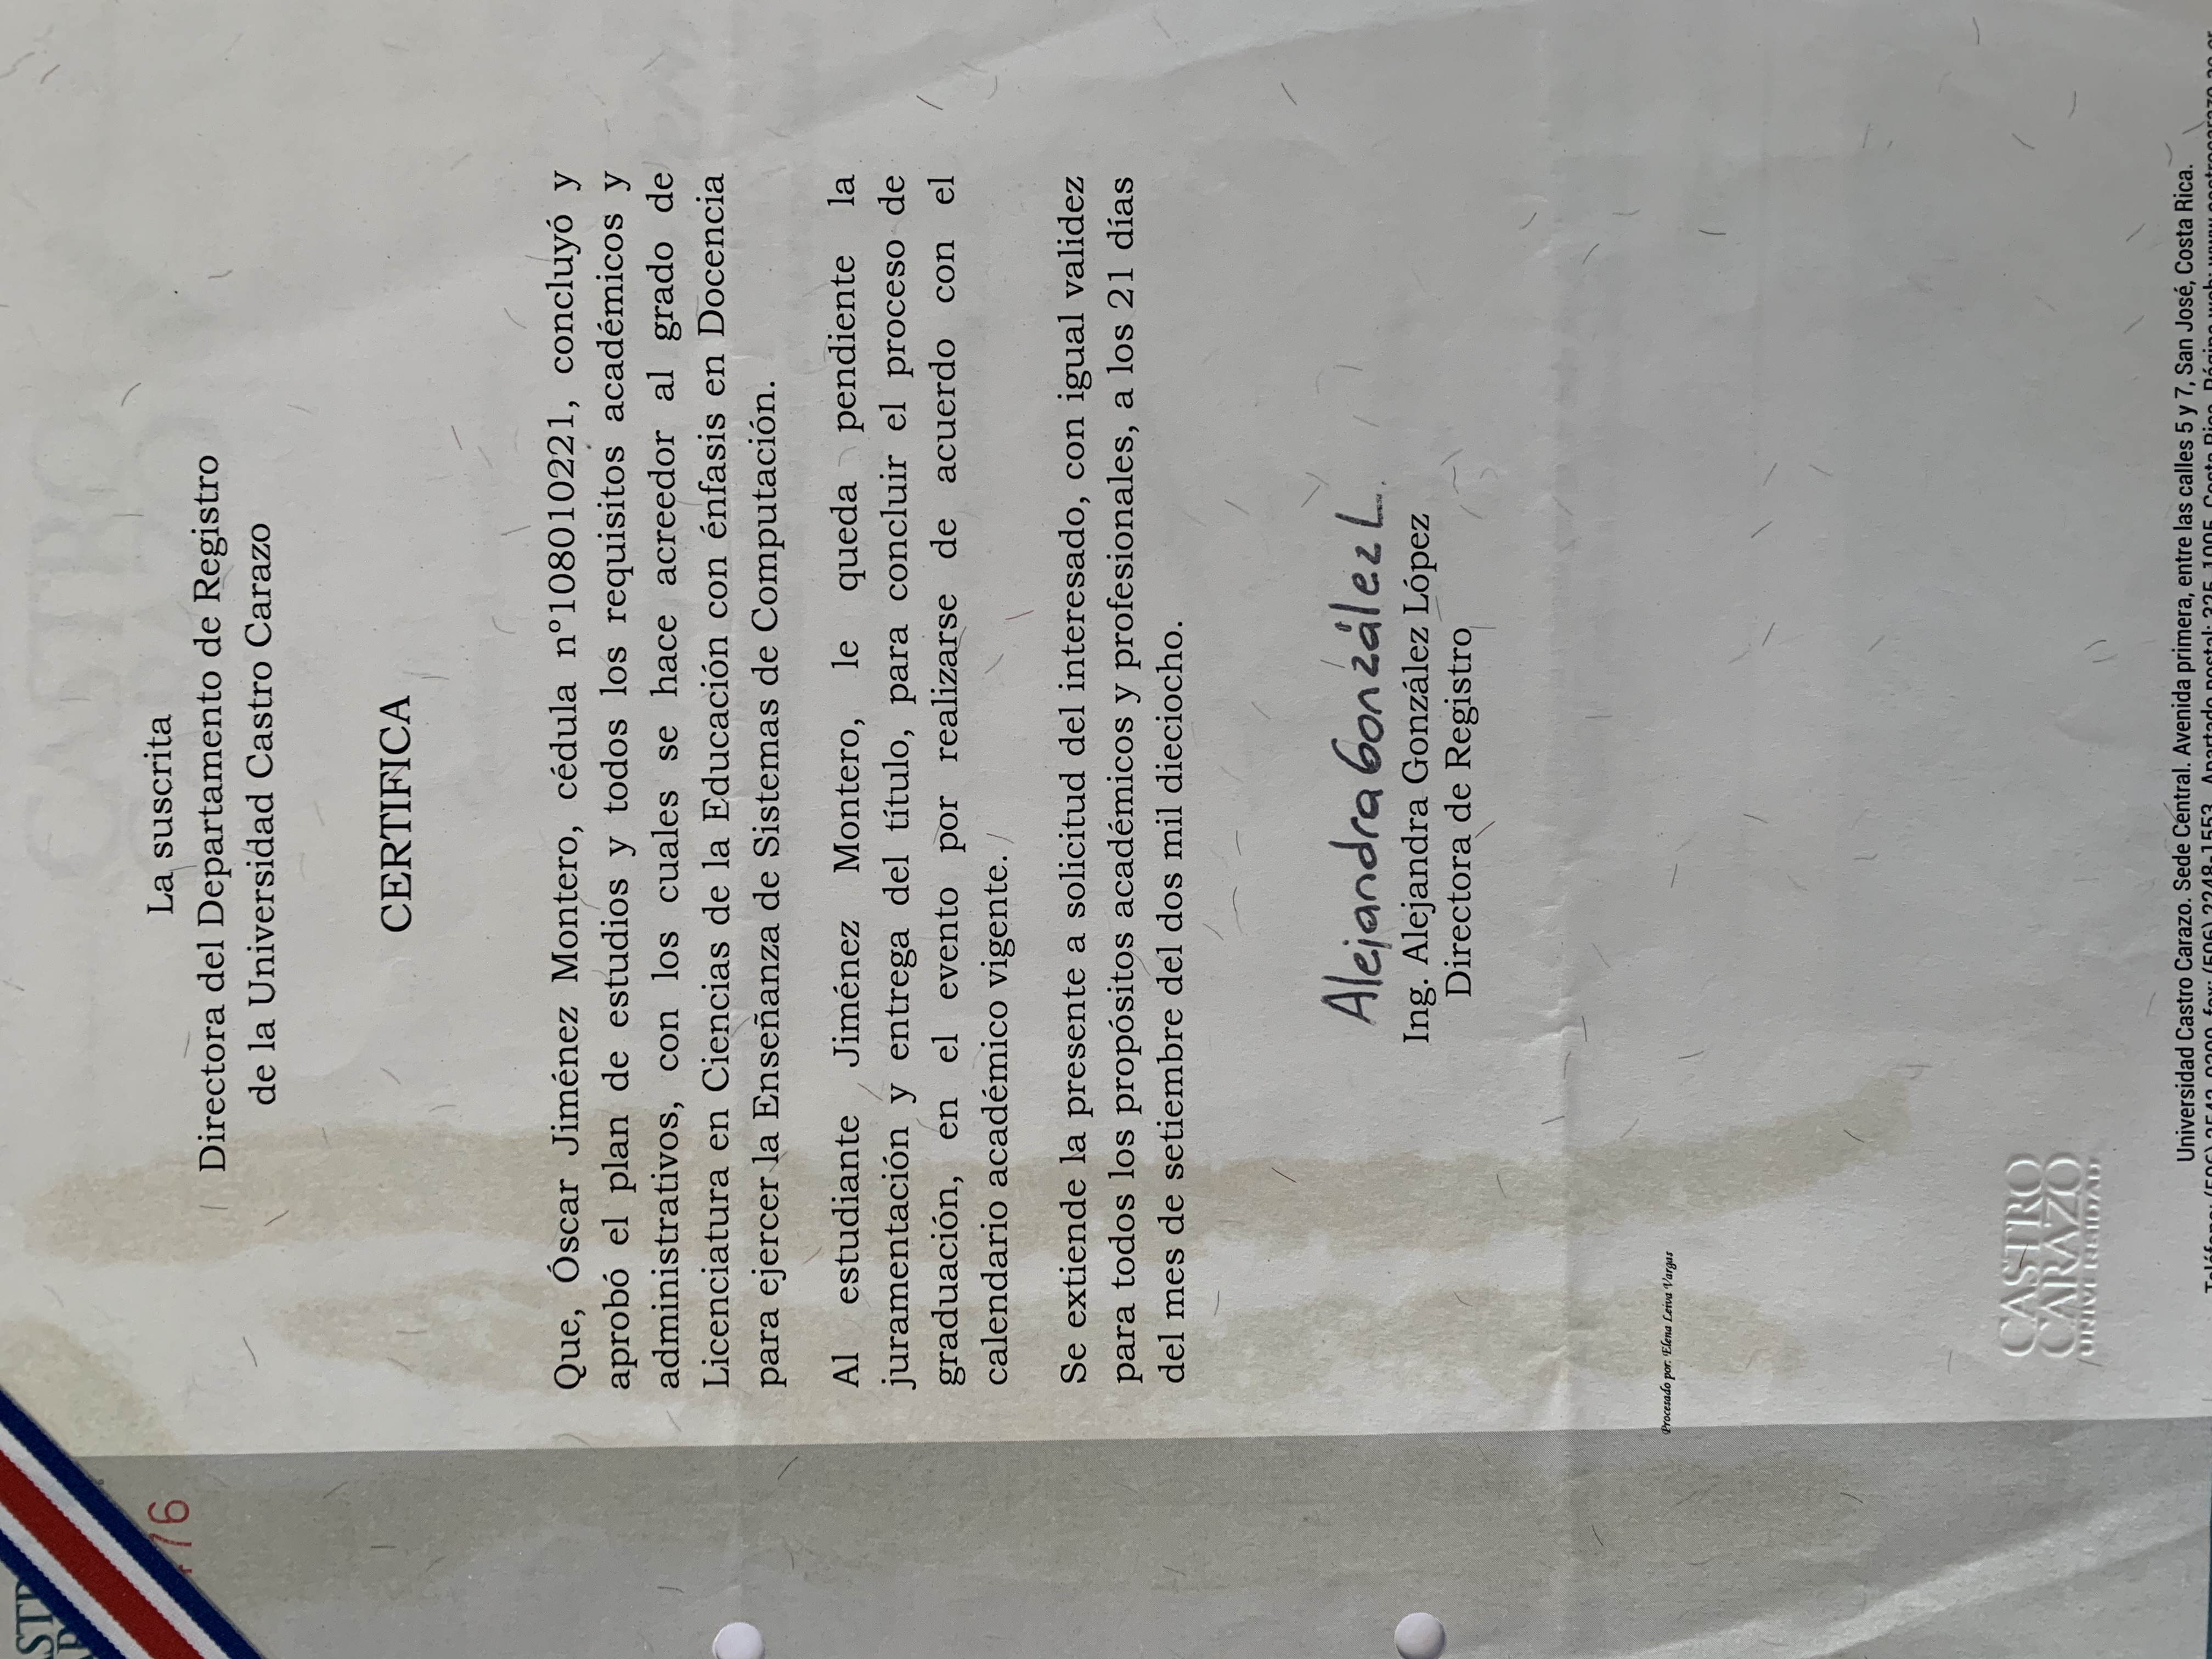 76
La suscrita
Directora del Departamento de Registro
de la Universidad Castro Carazo
CERTIFICA
Que, Óscar Jiménez Montero, cédula n°108010221, concluyó y
aprobó el plan de estudios y todos los requisitos académicos y
administrativos, con los cuales se hace acreedor al grado de
Licenciatura en Ciencias de la Educación con énfasis en Docencia
para ejercer la Enseñanza de Sistemas de Computación.
Al estudiante Jiménez Montero, le queda pendiente la
juramentación y entrega del título, para concluir el proceso de
graduación, en el evento por realizarse de acuerdo con el
calendario académico vigente.
Se extiende la presente a solicitud del interesado, con igual validez
para todos los propósitos académicos y profesionales, a los 21 días
del mes de setiembre del dos mil dieciocho.
Alejandra González L.
Ing. Alejandra González López
Directora de Registro
Procesado por: Elena Leiva Vargas
CASTRO
CARAZO
UNIVERSIDAD
Universidad Castro Carazo. Sede Central. Avenida primera, entre las calles 5 y 7, San José, Costa Rica.